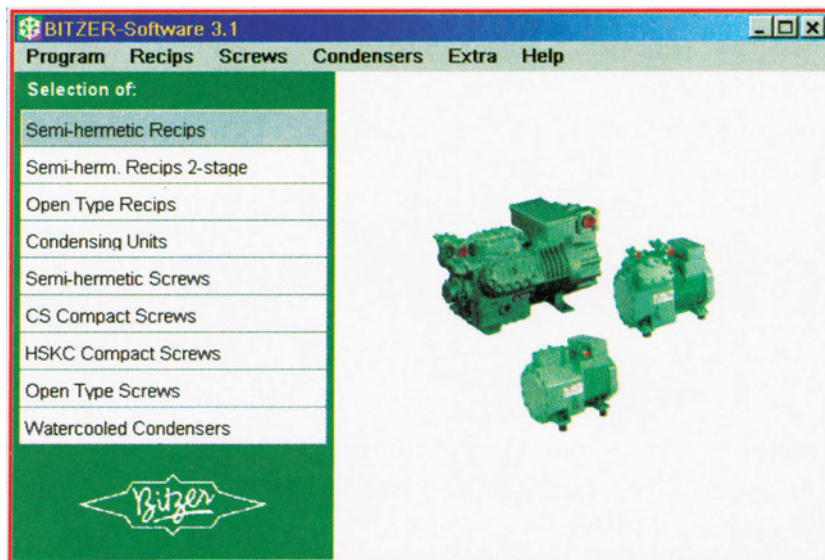 BITZER-Software 3.1
Program Recips Screws Condensers Extra Help
Selection of:
Semi-hermetic Recips
Semi-herm. Recips 2-stage
Open Type Recips
Condensing Units
Semi-hermetic Screws
CS Compact Screws
HSKC Compact Screws
Open Type Screws
Watercooled Condensers
Bitzer